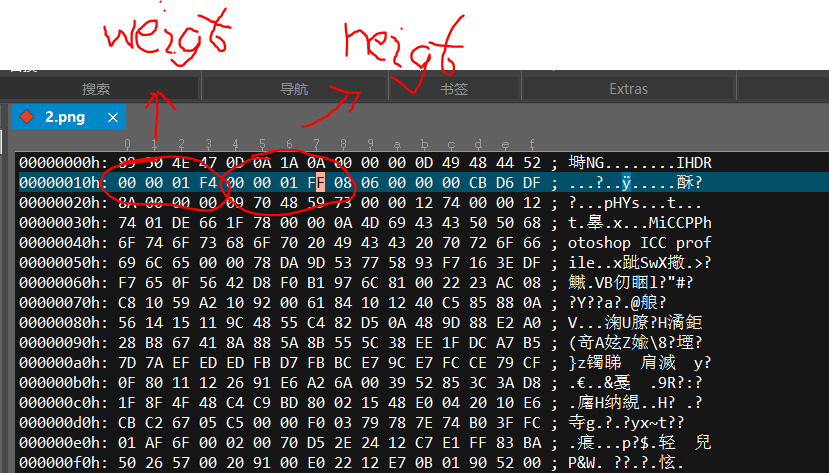 weigt heigt
搜索 导航 书签 Extras
2.png ×
0 1 2 3 4 5 6 7 8 9 a b c d e f
00000000h: 89 50 4E 47 0D 0A 1A 0A 00 00 00 0D 49 48 44 52 ; 塒NG........IHDR
00000010h: 00 00 01 F4 00 00 01 FF 08 06 00 00 00 CB D6 DF ; ...?..ÿ.....酥?
00000020h: 8A 00 00 00 09 70 48 59 73 00 00 12 74 00 00 12 ; ?...pHYs...t...
00000030h: 74 01 DE 66 1F 78 00 00 0A 4D 69 43 43 50 50 68 ; t.辠.x...MiCCPPh
00000040h: 6F 74 6F 73 68 6F 70 20 49 43 43 20 70 72 6F 66 ; otoshop ICC prof
00000050h: 69 6C 65 00 00 78 DA 9D 53 77 58 93 F7 16 3E DF ; ile..x跐SwX擼.>?
00000060h: F7 65 0F 56 42 D8 F0 B1 97 6C 81 00 22 23 AC 08 ; 鱡.VB仞眑l?"#?
00000070h: C8 10 59 A2 10 92 00 61 84 10 12 40 C5 85 88 0A ; ?Y??a?.@艆?
00000080h: 56 14 15 11 9C 48 55 C4 82 D5 0A 48 9D 88 E2 A0 ; V...淗U膫?H潏鉅
00000090h: 28 B8 67 41 8A 88 5A 8B 55 5C 38 EE 1F DC A7 B5 ; (竒A妶Z婾\8?堙?
000000a0h: 7D 7A EF ED ED FB D7 FB BC E7 9C E7 FC CE 79 CF ; }z镯睇 肩滅 y?
000000b0h: 0F 80 11 12 26 91 E6 A2 6A 00 39 52 85 3C 3A D8 ; .€..&戞 .9R?:?
000000c0h: 1F 8F 4F 48 C4 C9 BD 80 02 15 48 E0 04 20 10 E6 ; .廜H纳絸..H? .?
000000d0h: CB C2 67 05 C5 00 00 F0 03 79 78 7E 74 B0 3F FC ; 寺g.?.?yx~t??
000000e0h: 01 AF 6F 00 02 00 70 D5 2E 24 12 C7 E1 FF 83 BA ; .痮...p?$.轻 兒
000000f0h: 50 26 57 00 20 91 00 E0 22 12 E7 0B 01 90 52 00 ; P&W. ??.?.怰.